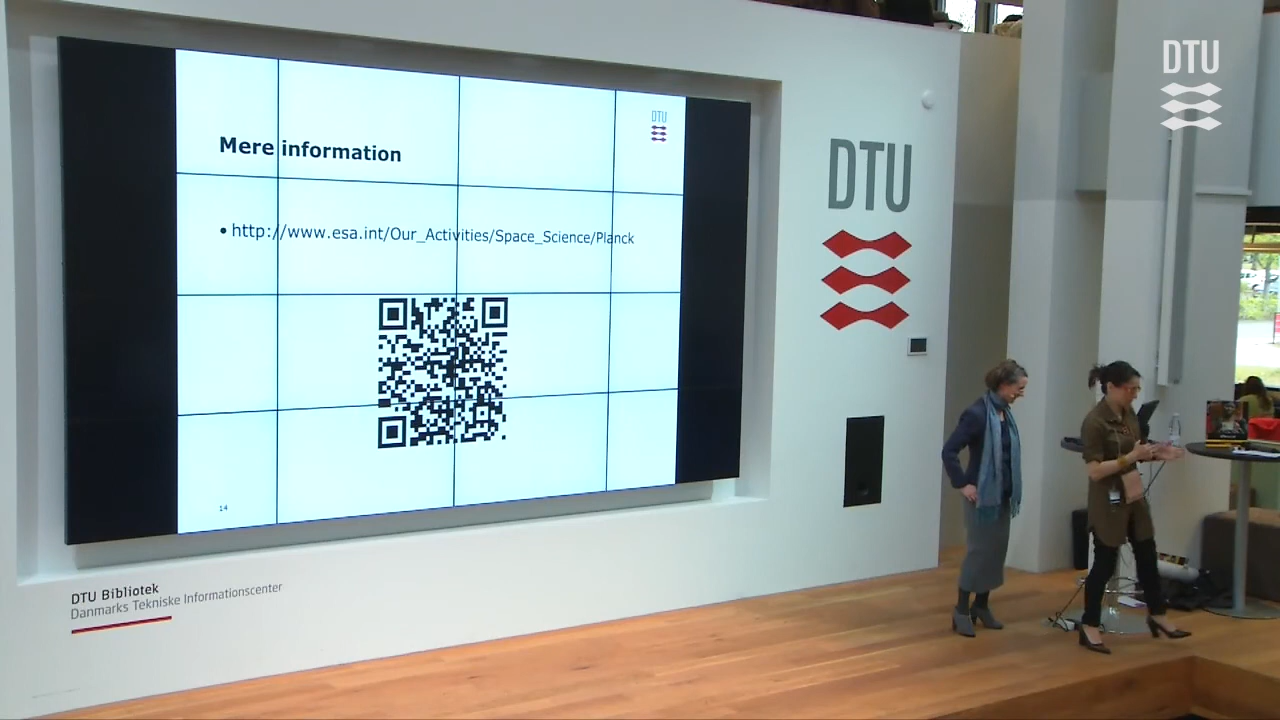 DTU
DTU
Mere information
• http://www.esa.int/Our_Activities/Space_Science/Planck
14
DTU
DTU Bibliotek
Danmarks Tekniske Informationscenter